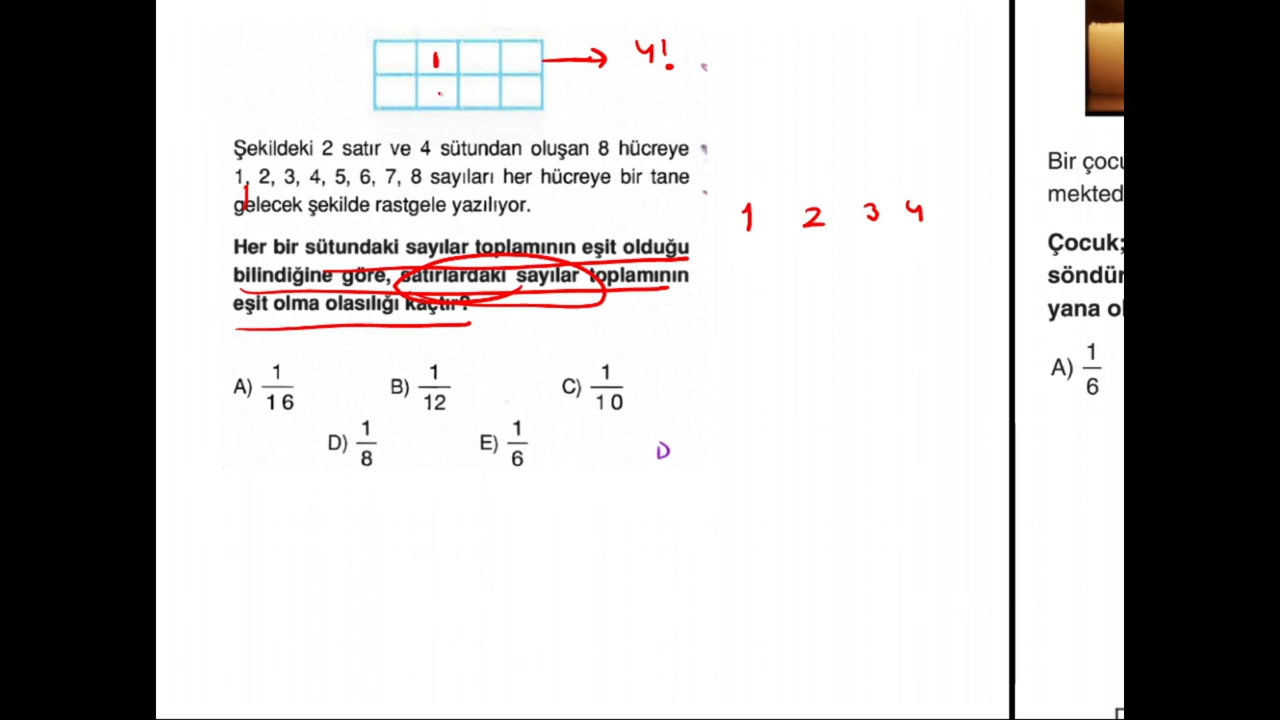 1
4!
Şekildeki 2 satır ve 4 sütundan oluşan 8 hücreye
1, 2, 3, 4, 5, 6, 7, 8 sayıları her hücreye bir tane
gelecek şekilde rastgele yazılıyor.
1 2 3 4
Her bir sütundaki sayılar toplamının eşit olduğu
bilindiğine göre, satırlardaki sayılar toplamının
eşit olma olasılığı kaçtır?
A) 1/16 B) 1/12 C) 1/10
D) 1/8 E) 1/6
D
Bir çocu
mekted
Çocuk;
söndür
yana ol
A) 1/6